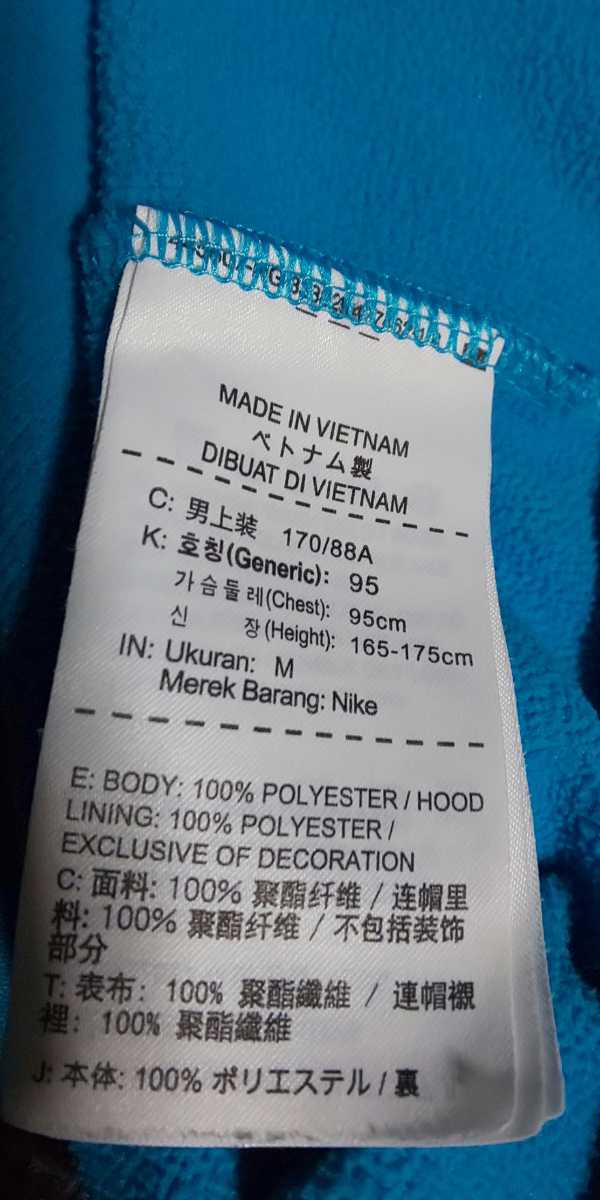 MADE IN VIETNAM
ベトナム製
DIBUAT DI VIETNAM
C: 男上装 170/88A
K: 호칭(Generic): 95
가슴둘레(Chest): 95cm
신 장(Height): 165-175cm
IN: Ukuran: M
Merek Barang: Nike
E: BODY: 100% POLYESTER / HOOD
LINING: 100% POLYESTER /
EXCLUSIVE OF DECORATION
C: 面料: 100% 聚酯纤维 / 连帽里
料: 100% 聚酯纤维 / 不包括装饰
部分
T: 表布: 100% 聚酯纖維 / 連帽襯
裡: 100% 聚酯纖維
J: 本体: 100% ポリエステル / 裏